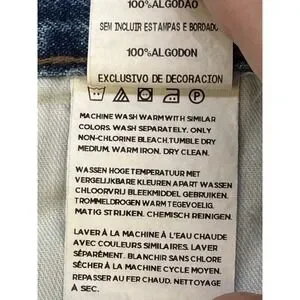 100%ALGODÃO
SEM INCLUIR ESTAMPAS E BORDADO
100%ALGODON
EXCLUSIVO DE DECORACION
MACHINE WASH WARM WITH SIMILAR
COLORS. WASH SEPARATELY. ONLY
NON-CHLORINE BLEACH.TUMBLE DRY
MEDIUM. WARM IRON. DRY CLEAN.
WASSEN HOGE TEMPERATUUR MET
VERGELIJKBARE KLEUREN APART WASSEN
CHLOORVRIJ BLEEKMIDDEL GEBRUIKEN.
TROMMELDROGEN WARM TEGEVOELIG.
MATIG STRIJKEN. CHEMISCH REINIGEN.
LAVER À LA MACHINE À L'EAU CHAUDE
AVEC COULEURS SIMILAIRES. LAVER
SÉPARÉMENT. BLANCHIR SANS CHLORE
SÉCHER À LA MACHINE CYCLE MOYEN.
REPASSER AU FER CHAUD. NETTOYAGE
À SEC.